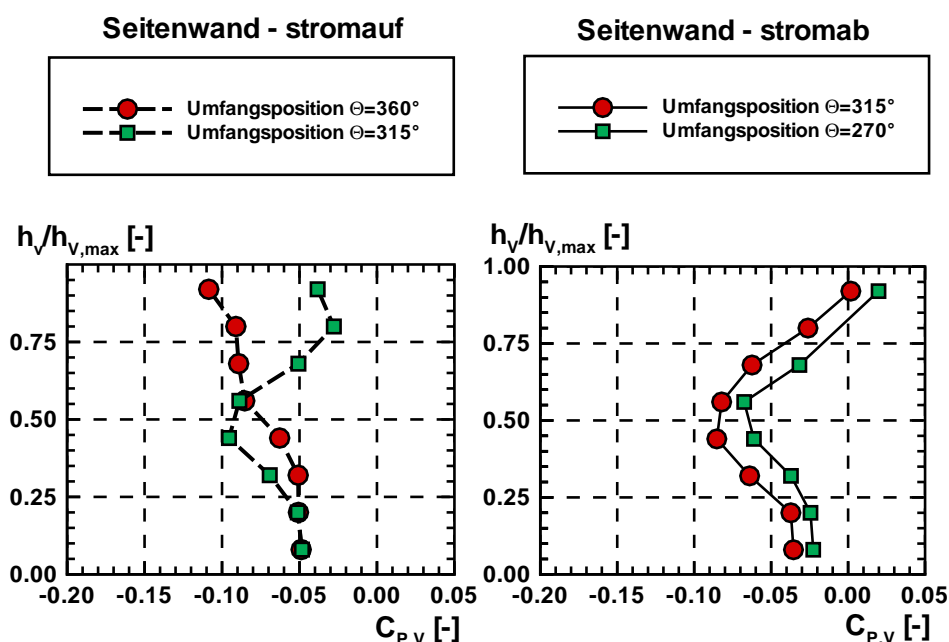 Seitenwand - stromauf
Umfangsposition Θ=360°
Umfangsposition Θ=315°
h_v/h_V,max [-]
0.75
0.50
0.25
0.00
-0.20 -0.15 -0.10 -0.05 0.00 0.05
C_P,V [-]
Seitenwand - stromab
Umfangsposition Θ=315°
Umfangsposition Θ=270°
h_V/h_V,max [-]
1.00
0.75
0.50
0.25
0.00
-0.20 -0.15 -0.10 -0.05 0.00 0.05
C_P,V [-]